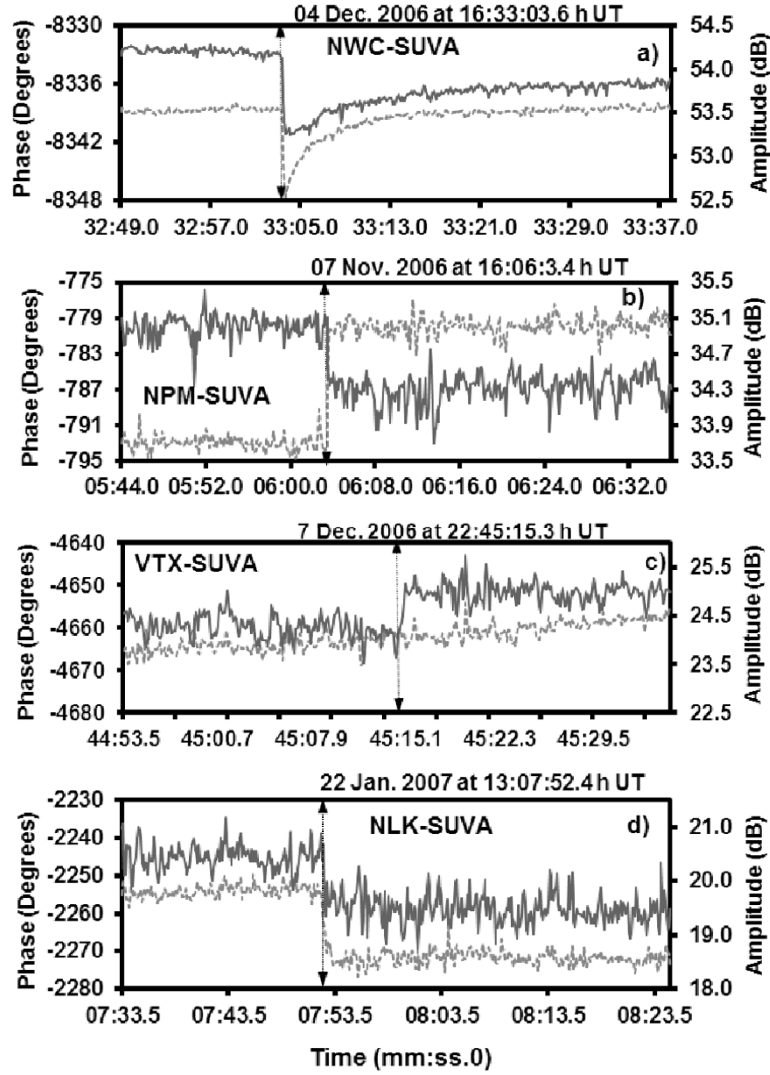 04 Dec. 2006 at 16:33:03.6 h UT
NWC-SUVA
a)
Phase (Degrees)
-8330
-8336
-8342
-8348
54.5
54.0
53.5
53.0
52.5
Amplitude (dB)
32:49.0 32:57.0 33:05.0 33:13.0 33:21.0 33:29.0 33:37.0
07 Nov. 2006 at 16:06:3.4 h UT
b)
NPM-SUVA
Phase (Degrees)
-775
-779
-783
-787
-791
-795
35.5
35.1
34.7
34.3
33.9
33.5
Amplitude (dB)
05:44.0 05:52.0 06:00.0 06:08.0 06:16.0 06:24.0 06:32.0
7 Dec. 2006 at 22:45:15.3 h UT
VTX-SUVA
c)
Phase (Degrees)
-4640
-4650
-4660
-4670
-4680
25.5
24.5
23.5
22.5
Amplitude (dB)
44:53.5 45:00.7 45:07.9 45:15.1 45:22.3 45:29.5
22 Jan. 2007 at 13:07:52.4 h UT
NLK-SUVA
d)
Phase (Degrees)
-2230
-2240
-2250
-2260
-2270
-2280
21.0
20.0
19.0
18.0
Amplitude (dB)
07:33.5 07:43.5 07:53.5 08:03.5 08:13.5 08:23.5
Time (mm:ss.0)